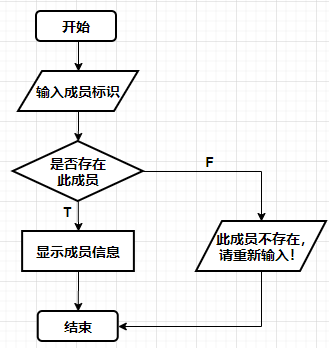 开始
输入成员标识
是否存在
此成员
F
T
显示成员信息
此成员不存在，
请重新输入！
结束